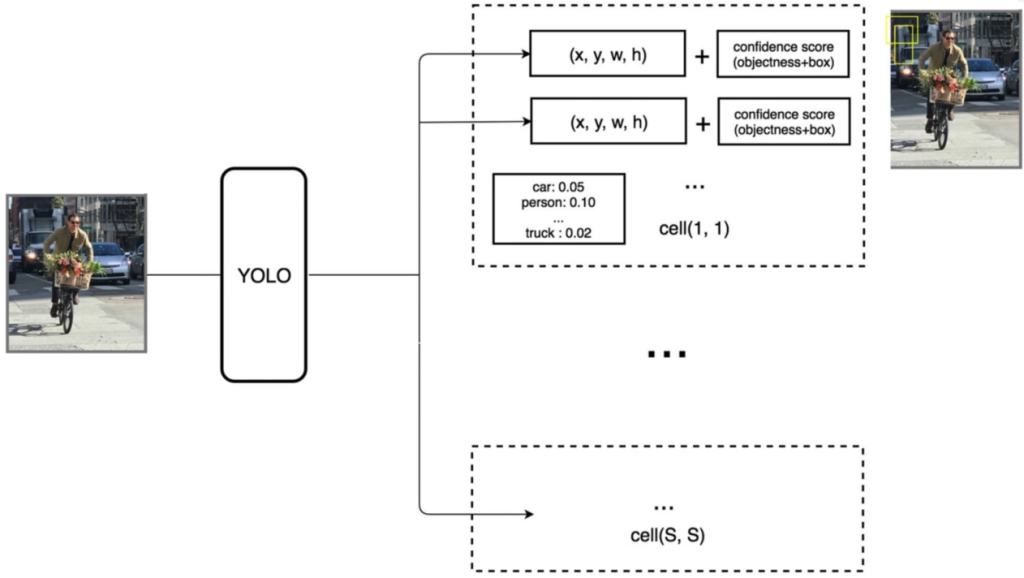 (x, y, w, h) + confidence score
(objectness+box)
(x, y, w, h) + confidence score
(objectness+box)
car: 0.05
person: 0.10
...
truck : 0.02
...
cell(1, 1)
YOLO
...
...
cell(S, S)